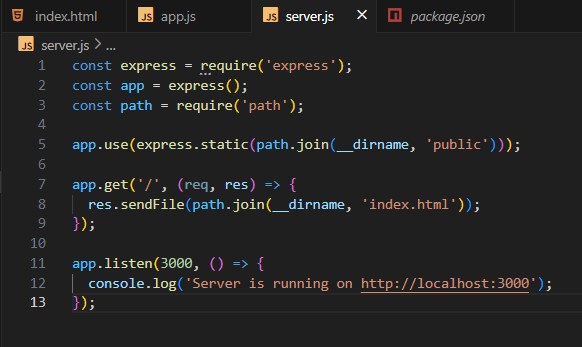 index.html JS app.js JS server.js package.json
JS server.js > ...
1 const express = require('express');
2 const app = express();
3 const path = require('path');
4
5 app.use(express.static(path.join(__dirname, 'public')));
6
7 app.get('/', (req, res) => {
8 res.sendFile(path.join(__dirname, 'index.html'));
9 });
10
11 app.listen(3000, () => {
12 console.log('Server is running on http://localhost:3000');
13 });